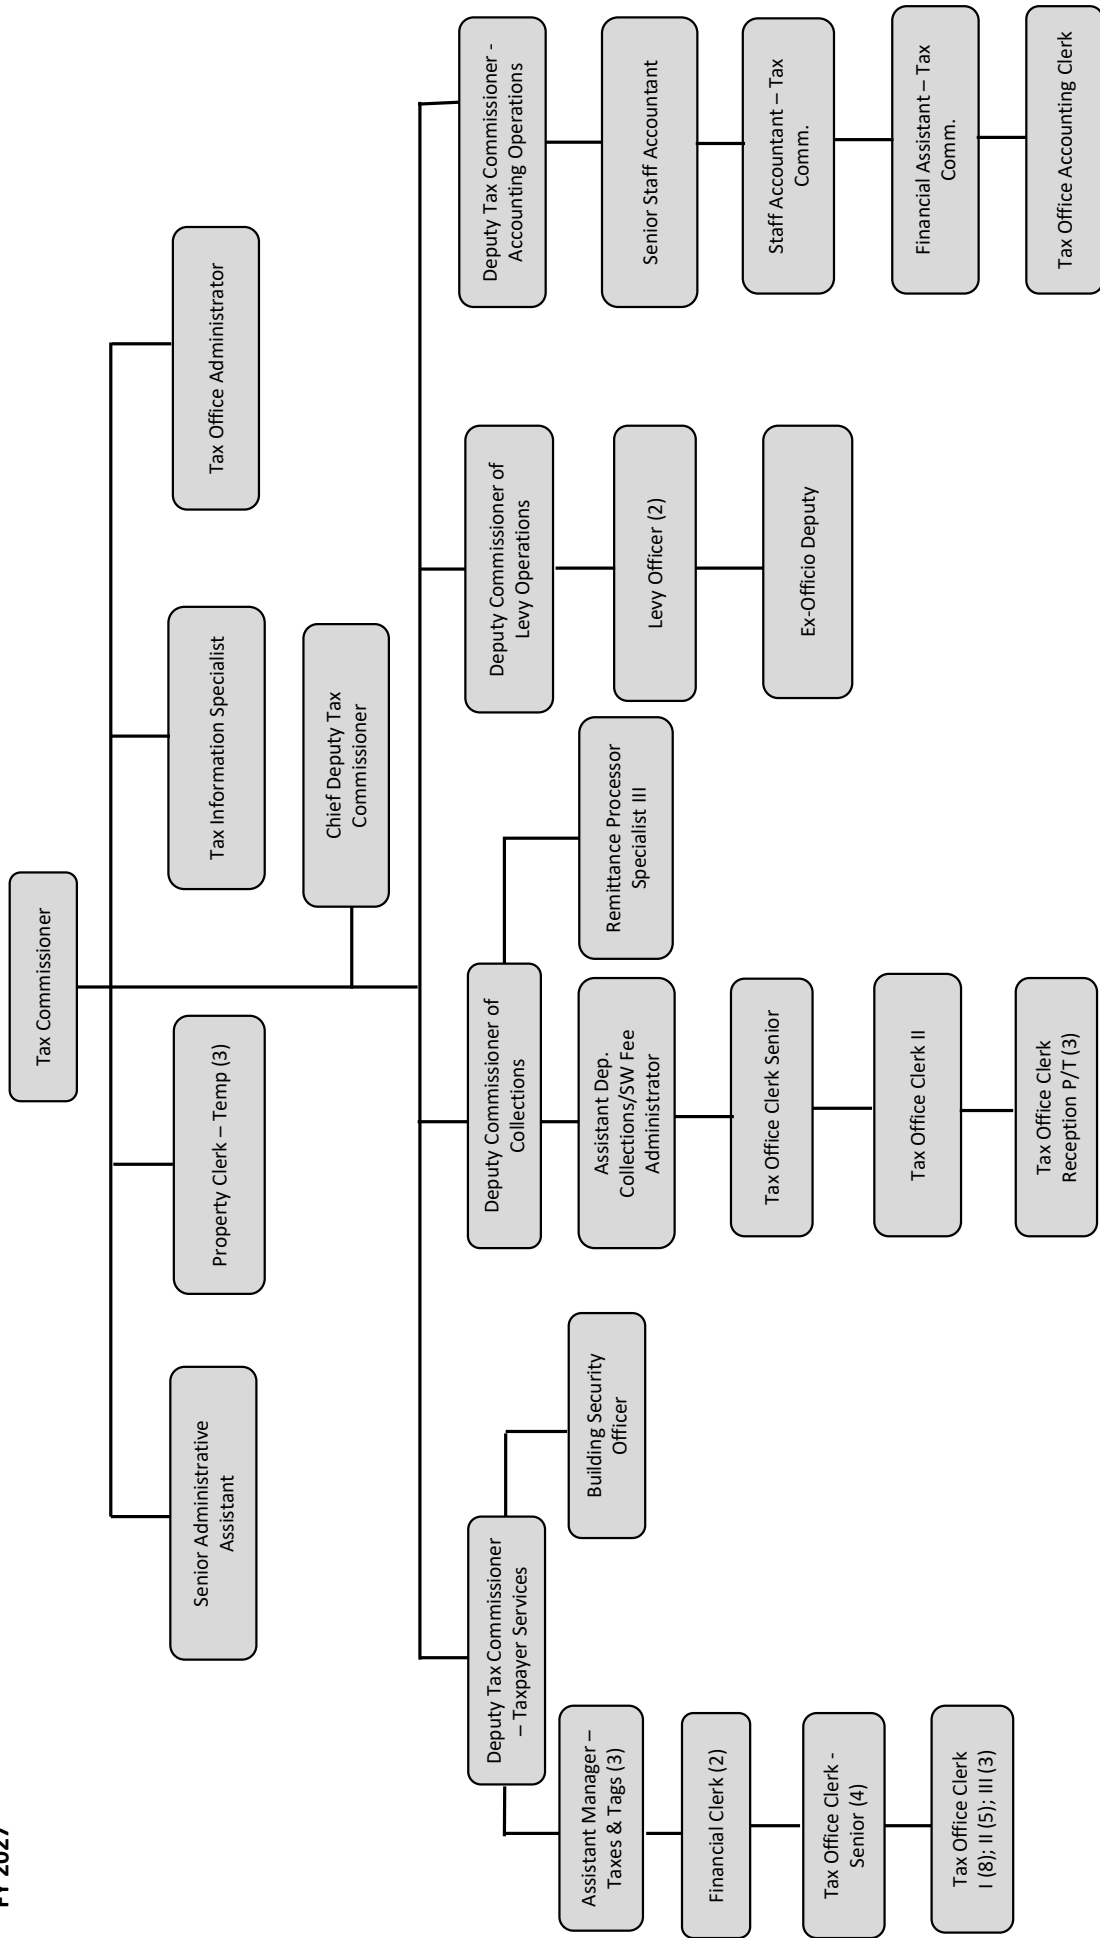 FY 2027
Tax Commissioner
Senior Administrative
Assistant
Property Clerk – Temp (3)
Tax Information Specialist
Tax Office Administrator
Chief Deputy Tax
Commissioner
Deputy Tax Commissioner
– Taxpayer Services
Building Security
Officer
Assistant Manager –
Taxes & Tags (3)
Financial Clerk (2)
Tax Office Clerk -
Senior (4)
Tax Office Clerk
I (8); II (5); III (3)
Deputy Commissioner of
Collections
Remittance Processor
Specialist III
Assistant Dep.
Collections/SW Fee
Administrator
Tax Office Clerk Senior
Tax Office Clerk II
Tax Office Clerk
Reception P/T (3)
Deputy Commissioner of
Levy Operations
Levy Officer (2)
Ex-Officio Deputy
Deputy Tax Commissioner -
Accounting Operations
Senior Staff Accountant
Staff Accountant – Tax
Comm.
Financial Assistant – Tax
Comm.
Tax Office Accounting Clerk